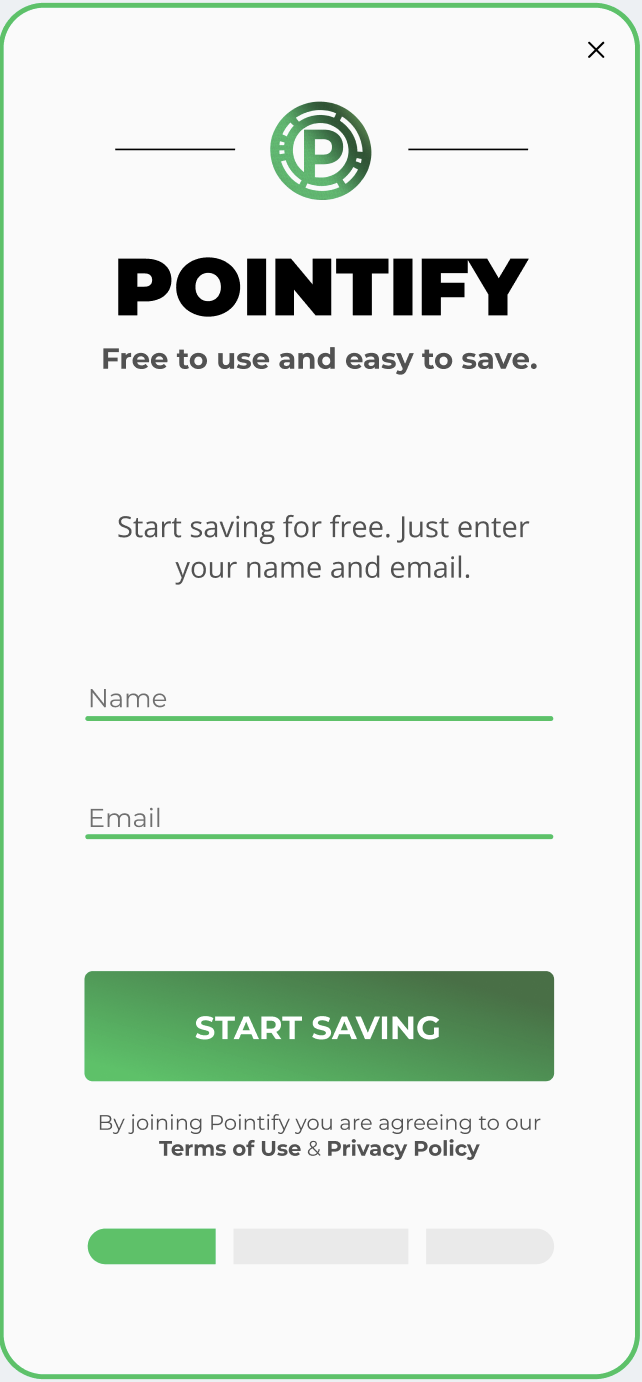 P
POINTIFY
Free to use and easy to save.
Start saving for free. Just enter
your name and email.
Name
Email
START SAVING
By joining Pointify you are agreeing to our
Terms of Use & Privacy Policy